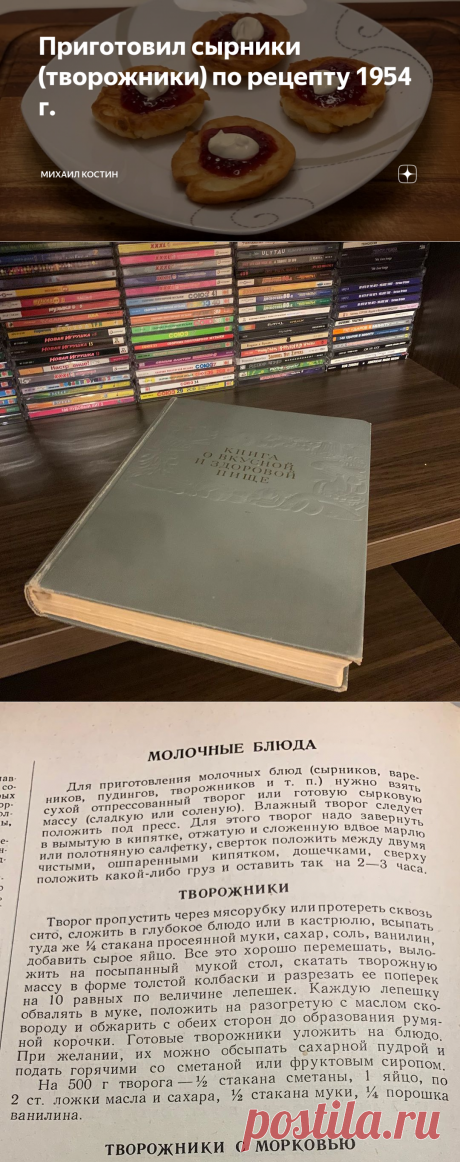 Приготовил сырники
(творожники) по рецепту 1954
г.
МИХАИЛ КОСТИН
НОВАЯ ИГРУШКА
НОВАЯ ИГРУШКА
СОЮЗ
КНИГА
О ВКУСНОЙ
И ЗДОРОВОЙ
ПИЩЕ
МОЛОЧНЫЕ БЛЮДА
Для приготовления молочных блюд (сырников, варе-
ников, пудингов, творожников и т. п.) нужно взять
сухой отпрессованный творог или готовую сырковую
массу (сладкую или соленую). Влажный творог следует
положить под пресс. Для этого творог надо завернуть
в вымытую в кипятке, отжатую и сложенную вдвое марлю
или полотняную салфетку, сверток положить между двумя
чистыми, ошпаренными кипятком, дощечками, сверху
положить какой-либо груз и оставить так на 2—3 часа.
ТВОРОЖНИКИ
Творог пропустить через мясорубку или протереть сквозь
сито, сложить в глубокое блюдо или в кастрюлю, всыпать
туда же ¼ стакана просеянной муки, сахар, соль, ванилин,
добавить сырое яйцо. Все это хорошо перемешать, выло-
жить на посыпанный мукой стол, скатать творожную
массу в форме толстой колбаски и разрезать ее поперек
на 10 равных по величине лепешек. Каждую лепешку
обвалять в муке, положить на разогретую с маслом ско-
вороду и обжарить с обеих сторон до образования румя-
ной корочки. Готовые творожники уложить на блюдо.
При желании, их можно обсыпать сахарной пудрой и
подать горячими со сметаной или фруктовым сиропом.
На 500 г творога — ½ стакана сметаны, 1 яйцо, по
2 ст. ложки масла и сахара, ½ стакана муки, ¼ порошка
ванилина.
ТВОРОЖНИКИ С МОРКОВЬЮ
postila.ru